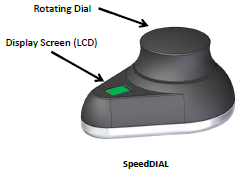 Rotating Dial
Display Screen (LCD)
SpeedDIAL